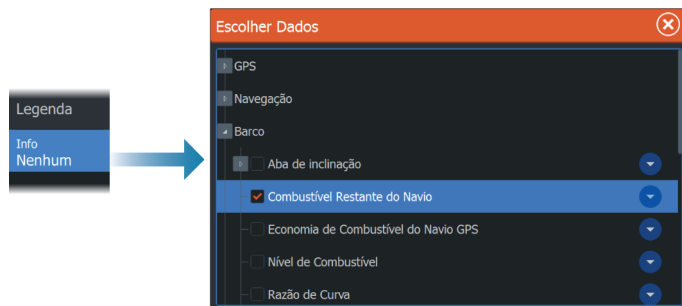 Legenda
Info
Nenhum
Escolher Dados
GPS
Navegação
Barco
Aba de inclinação
Combustível Restante do Navio
Economia de Combustível do Navio GPS
Nível de Combustível
Razão de Curva